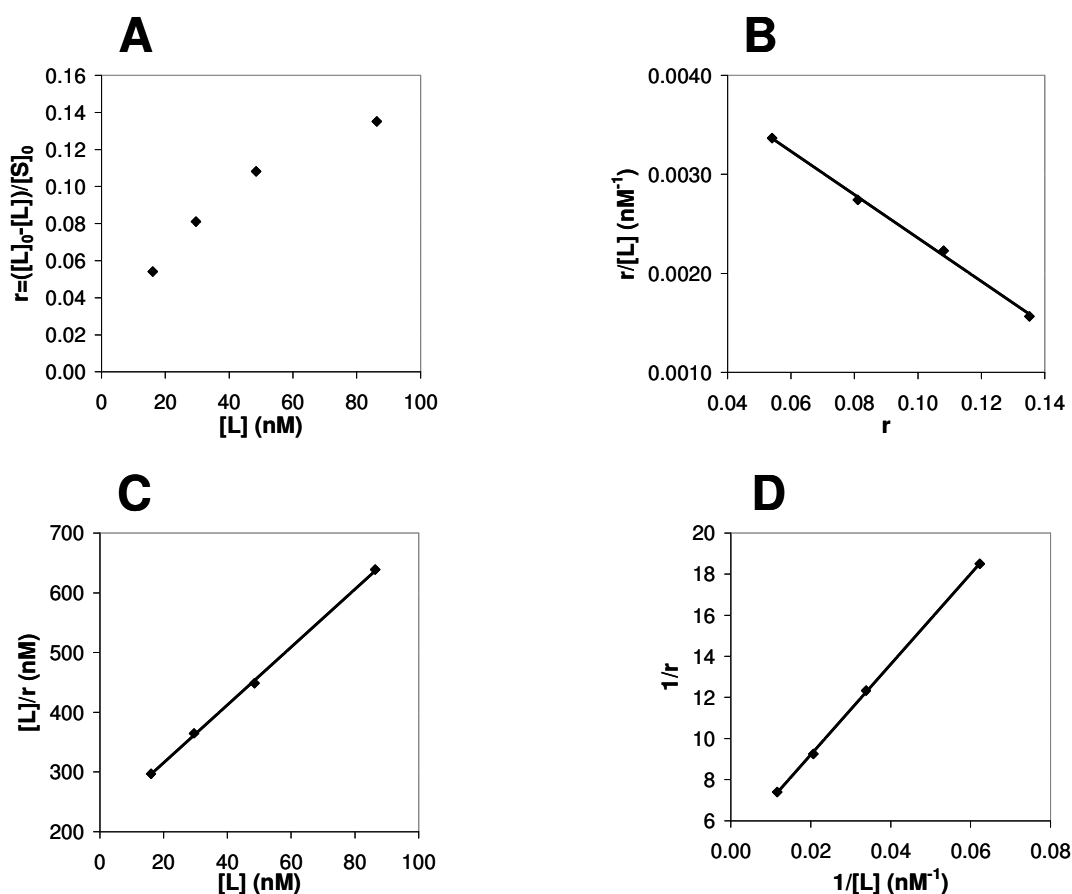 A
0.16
0.14
0.12
0.10
0.08
0.06
0.04
0.02
0.00
r=([L]₀-[L])/[S]₀
0 20 40 60 80 100
[L] (nM)
B
0.0040
0.0030
0.0020
0.0010
r/[L] (nM⁻¹)
0.04 0.06 0.08 0.10 0.12 0.14
r
C
700
600
500
400
300
200
[L]/r (nM)
0 20 40 60 80 100
[L] (nM)
D
20
18
16
14
12
10
8
6
1/r
0.00 0.02 0.04 0.06 0.08
1/[L] (nM⁻¹)